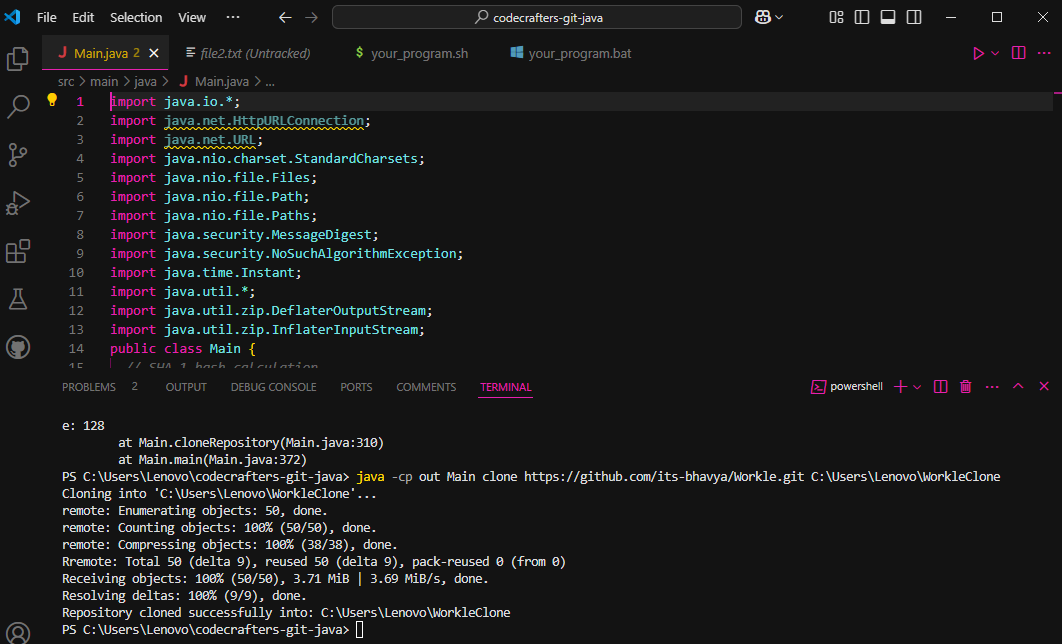 File Edit Selection View ··· codecrafters-git-java
Main.java 2 file2.txt (Untracked) $ your_program.sh your_program.bat
src > main > java > J Main.java > ...
1 import java.io.*;
2 import java.net.HttpURLConnection;
3 import java.net.URL;
4 import java.nio.charset.StandardCharsets;
5 import java.nio.file.Files;
6 import java.nio.file.Path;
7 import java.nio.file.Paths;
8 import java.security.MessageDigest;
9 import java.security.NoSuchAlgorithmException;
10 import java.time.Instant;
11 import java.util.*;
12 import java.util.zip.DeflaterOutputStream;
13 import java.util.zip.InflaterInputStream;
14 public class Main {
15 // SHA-1 hash calculation
PROBLEMS 2 OUTPUT DEBUG CONSOLE PORTS COMMENTS TERMINAL powershell
e: 128
at Main.cloneRepository(Main.java:310)
at Main.main(Main.java:372)
PS C:\Users\Lenovo\codecrafters-git-java> java -cp out Main clone https://github.com/its-bhavya/Workle.git C:\Users\Lenovo\WorkleClone
Cloning into 'C:\Users\Lenovo\WorkleClone'...
remote: Enumerating objects: 50, done.
remote: Counting objects: 100% (50/50), done.
remote: Compressing objects: 100% (38/38), done.
Rremote: Total 50 (delta 9), reused 50 (delta 9), pack-reused 0 (from 0)
Receiving objects: 100% (50/50), 3.71 MiB | 3.69 MiB/s, done.
Resolving deltas: 100% (9/9), done.
Repository cloned successfully into: C:\Users\Lenovo\WorkleClone
PS C:\Users\Lenovo\codecrafters-git-java>